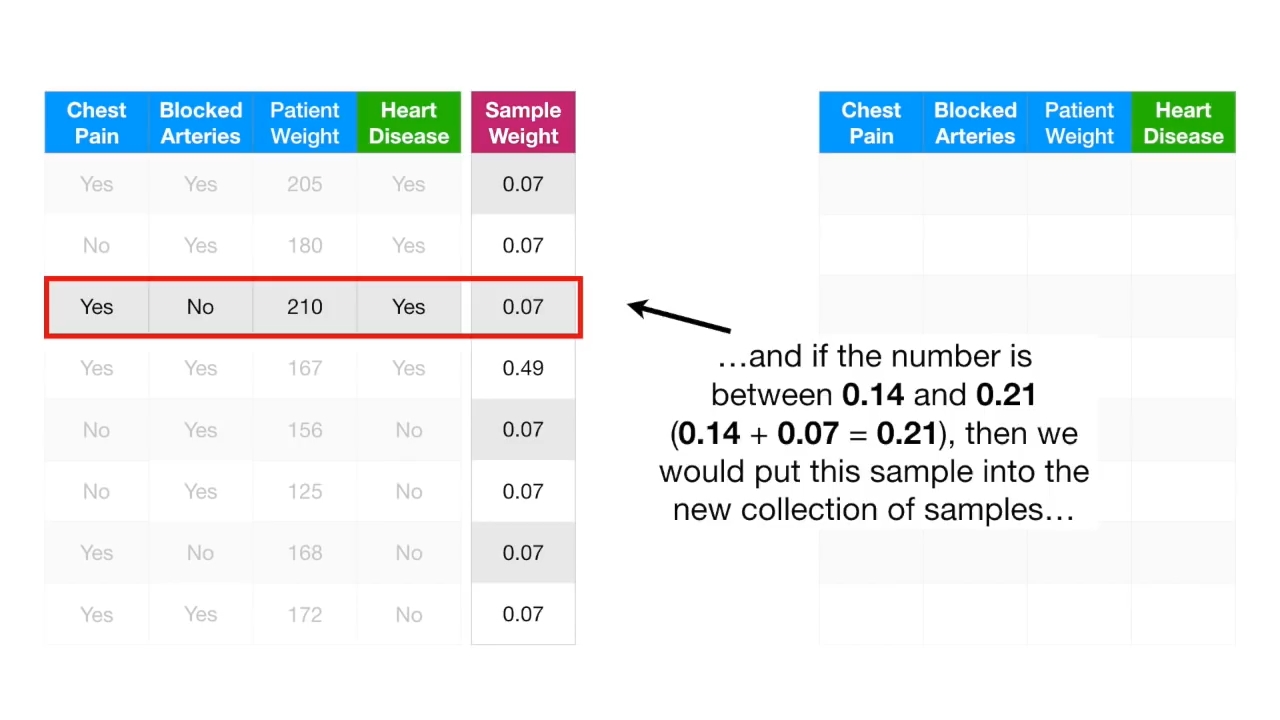 Chest Pain Blocked Arteries Patient Weight Heart Disease Sample Weight
Yes Yes 205 Yes 0.07
No Yes 180 Yes 0.07
Yes No 210 Yes 0.07
Yes Yes 167 Yes 0.49
No Yes 156 No 0.07
No Yes 125 No 0.07
Yes No 168 No 0.07
Yes Yes 172 No 0.07
…and if the number is
between 0.14 and 0.21
(0.14 + 0.07 = 0.21), then we
would put this sample into the
new collection of samples…
Chest Pain Blocked Arteries Patient Weight Heart Disease